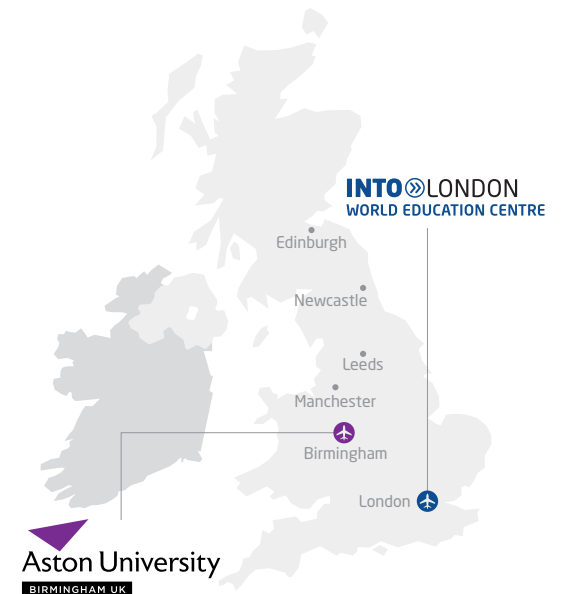 INTO LONDON
WORLD EDUCATION CENTRE
Edinburgh
Newcastle
Leeds
Manchester
Birmingham
London
Aston University
BIRMINGHAM UK